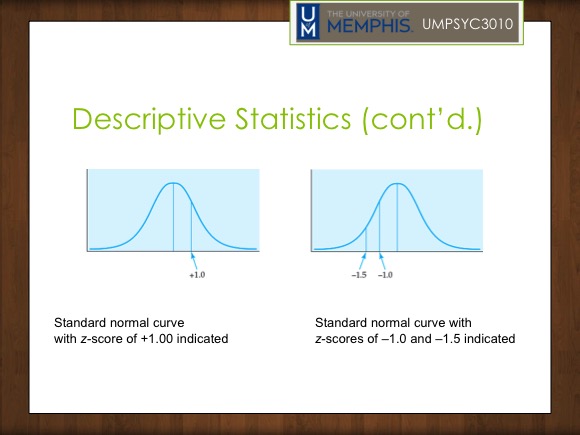 UM
THE UNIVERSITY OF
MEMPHIS.
UMPSYC3010
Descriptive Statistics (cont’d.)
+1.0
–1.5 –1.0
Standard normal curve
with z-score of +1.00 indicated
Standard normal curve with
z-scores of –1.0 and –1.5 indicated